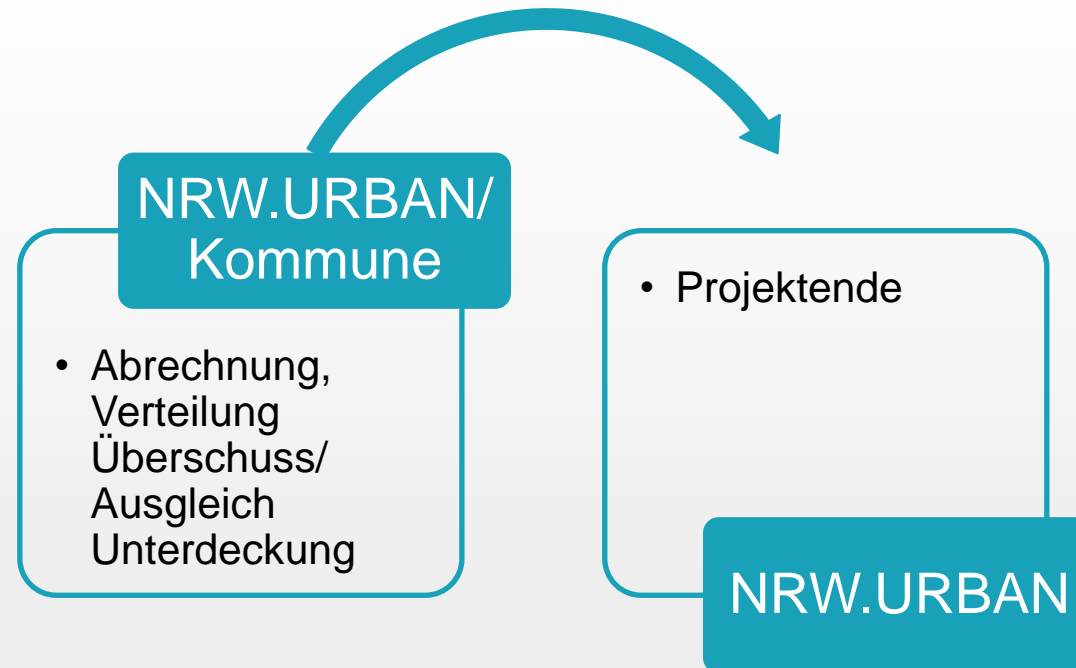 NRW.URBAN/
Kommune
• Abrechnung,
Verteilung
Überschuss/
Ausgleich
Unterdeckung
• Projektende
NRW.URBAN